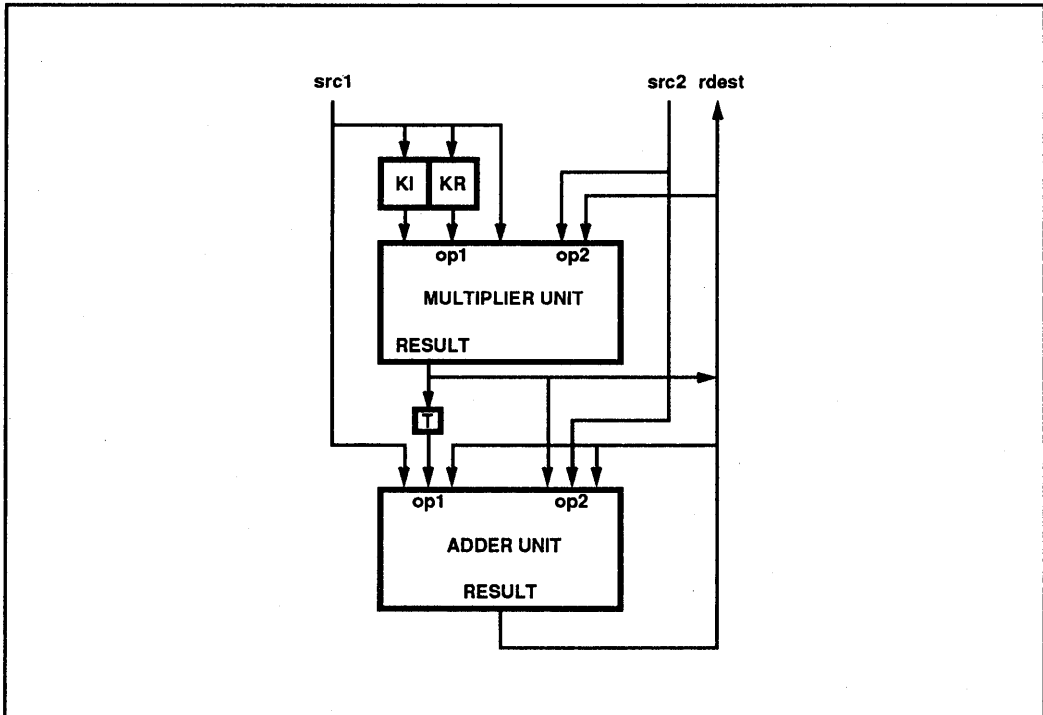 src1 src2 rdest
KI KR
op1 op2
MULTIPLIER UNIT
RESULT
T
op1 op2
ADDER UNIT
RESULT